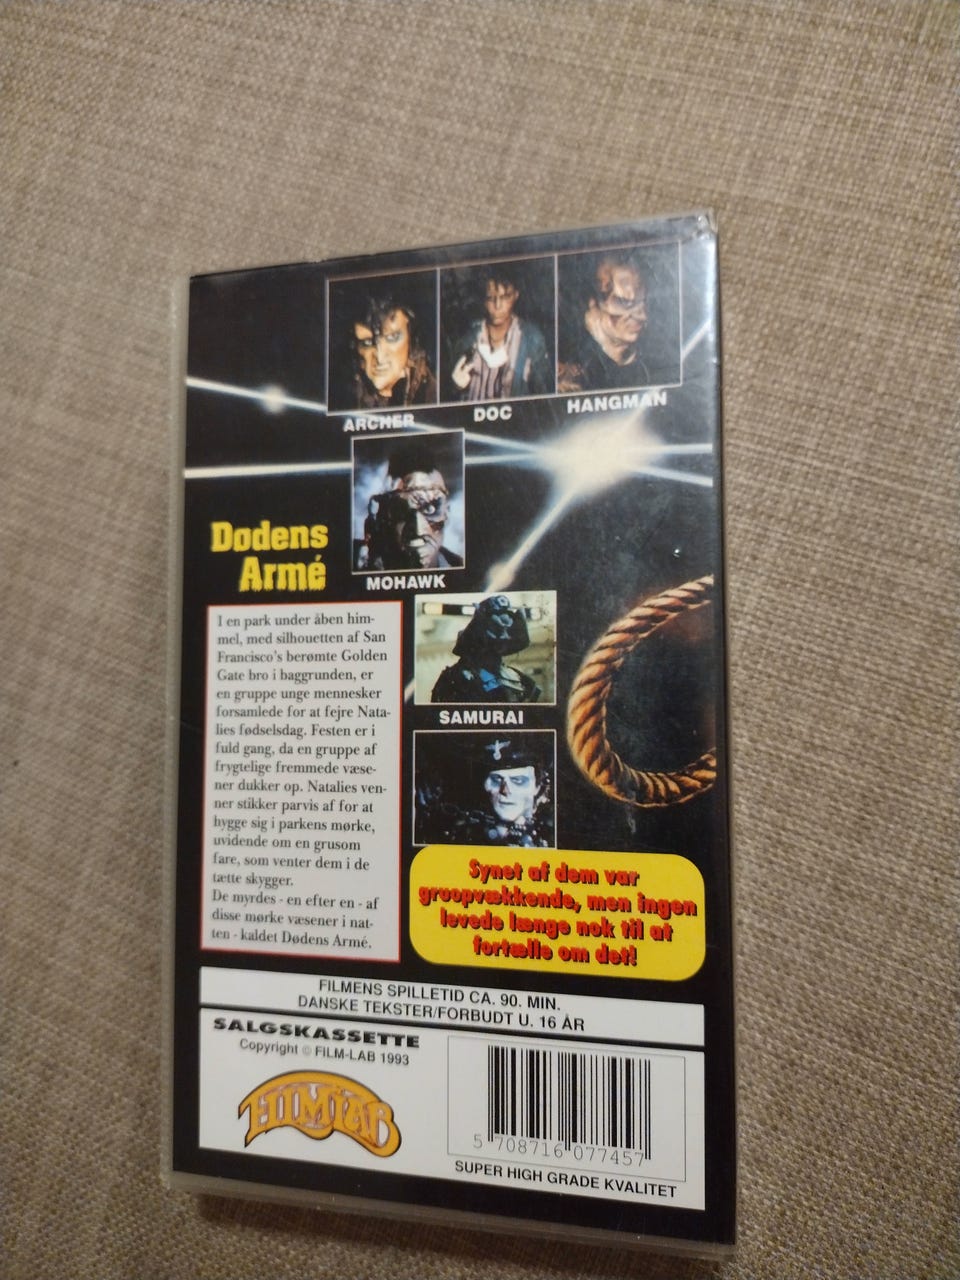 ARCHER
DOC
HANGMAN
MOHAWK
Dødens
Armé
SAMURAI
I en park under åben him-
mel, med silhouetten af San
Francisco's berømte Golden
Gate bro i baggrunden, er
en gruppe unge mennesker
forsamlede for at fejre Nata-
lies fødselsdag. Festen er i
fuld gang, da en gruppe af
frygtelige fremmede væse-
ner dukker op. Natalies ven-
ner stikker parvis af for at
hygge sig i parkens mørke,
uvidende om en grusom
fare, som venter dem i de
tætte skygger.
De myrdes - en efter en - af
disse mørke væsener i nat-
ten - kaldet Dødens Armé.
Synet af dem var
gruopvækkende, men ingen
levede længe nok til at
fortælle om det!
FILMENS SPILLETID CA. 90. MIN.
DANSKE TEKSTER/FORBUDT U. 16 ÅR
SALGSKASSETTE
Copyright © FILM-LAB 1993
FILMLAB
5 708716 077457
SUPER HIGH GRADE KVALITET